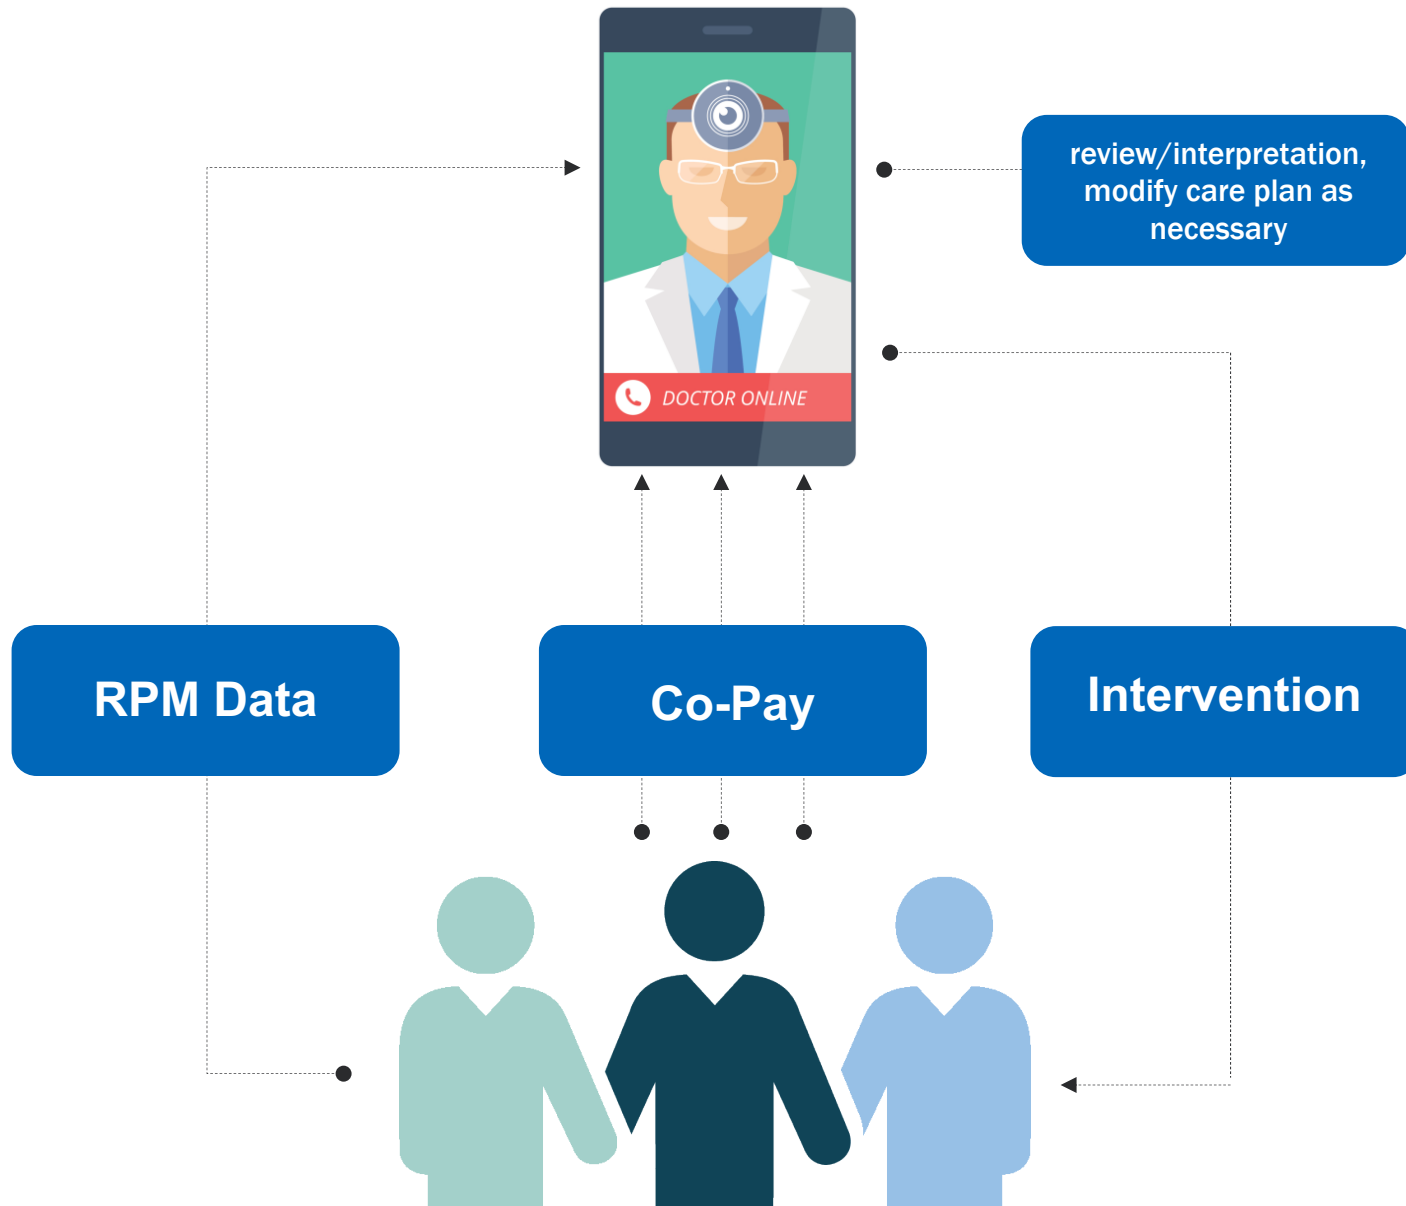 review/interpretation,
modify care plan as
necessary
DOCTOR ONLINE
RPM Data
Co-Pay
Intervention